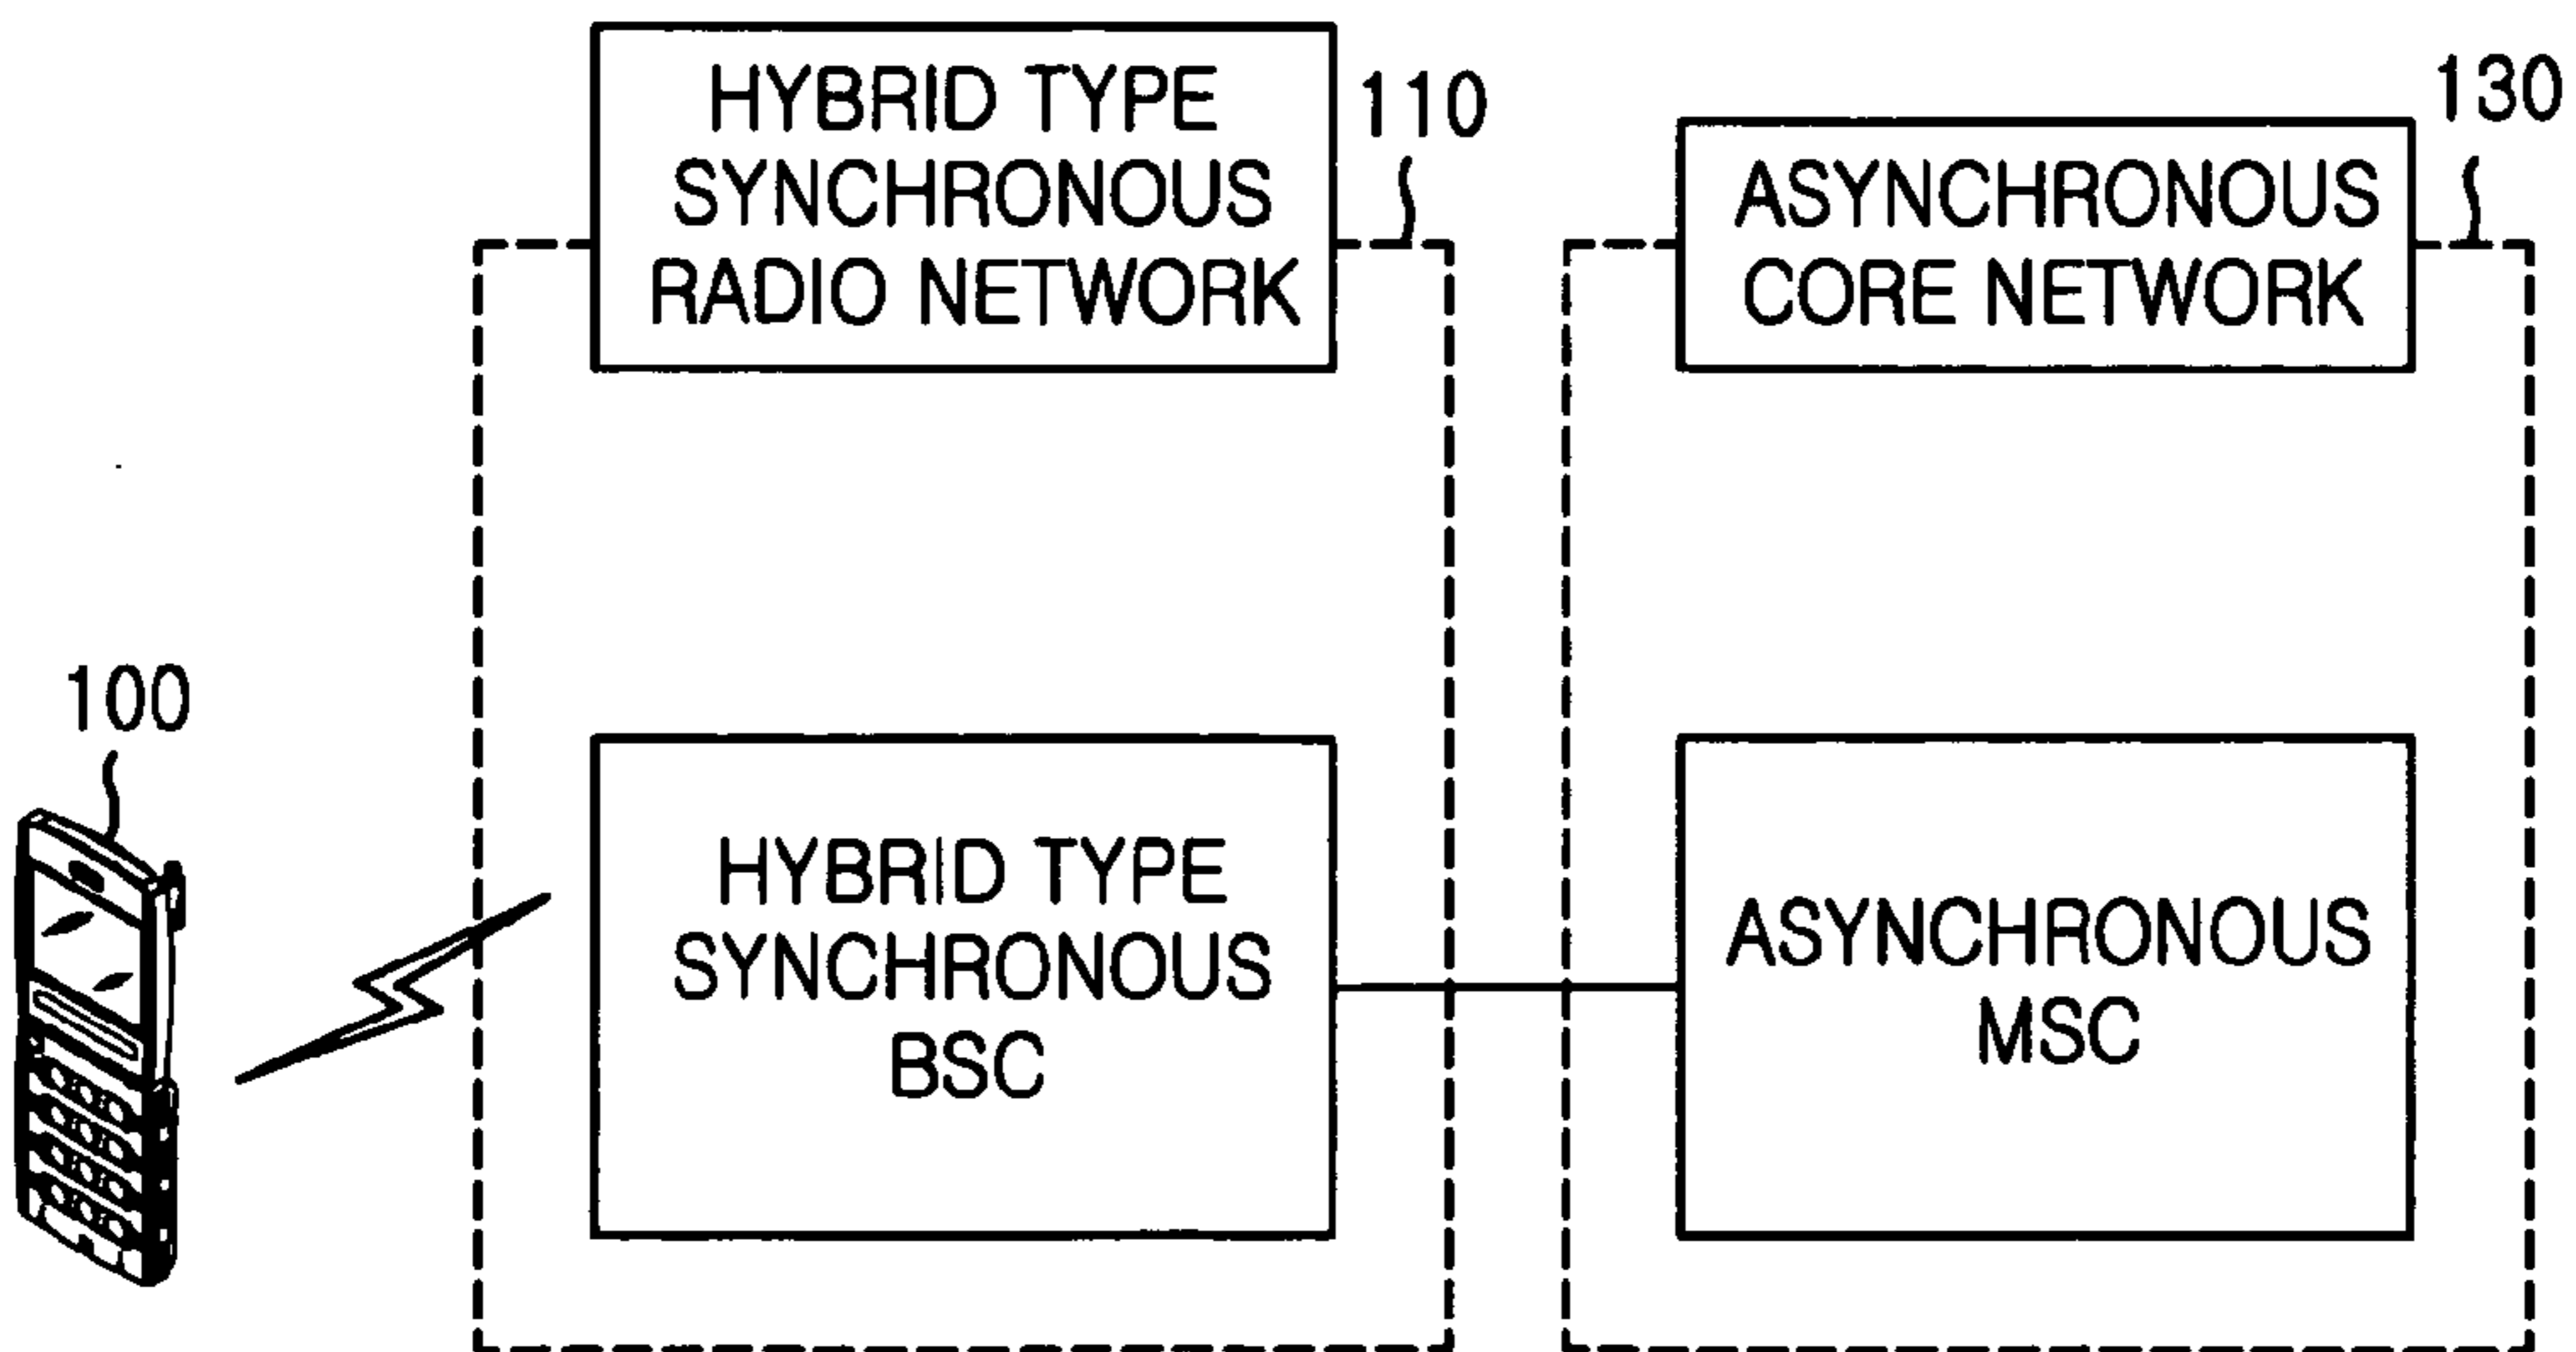 HYBRID TYPE
SYNCHRONOUS
RADIO NETWORK
110
ASYNCHRONOUS
CORE NETWORK
130
100
HYBRID TYPE
SYNCHRONOUS
BSC
ASYNCHRONOUS
MSC